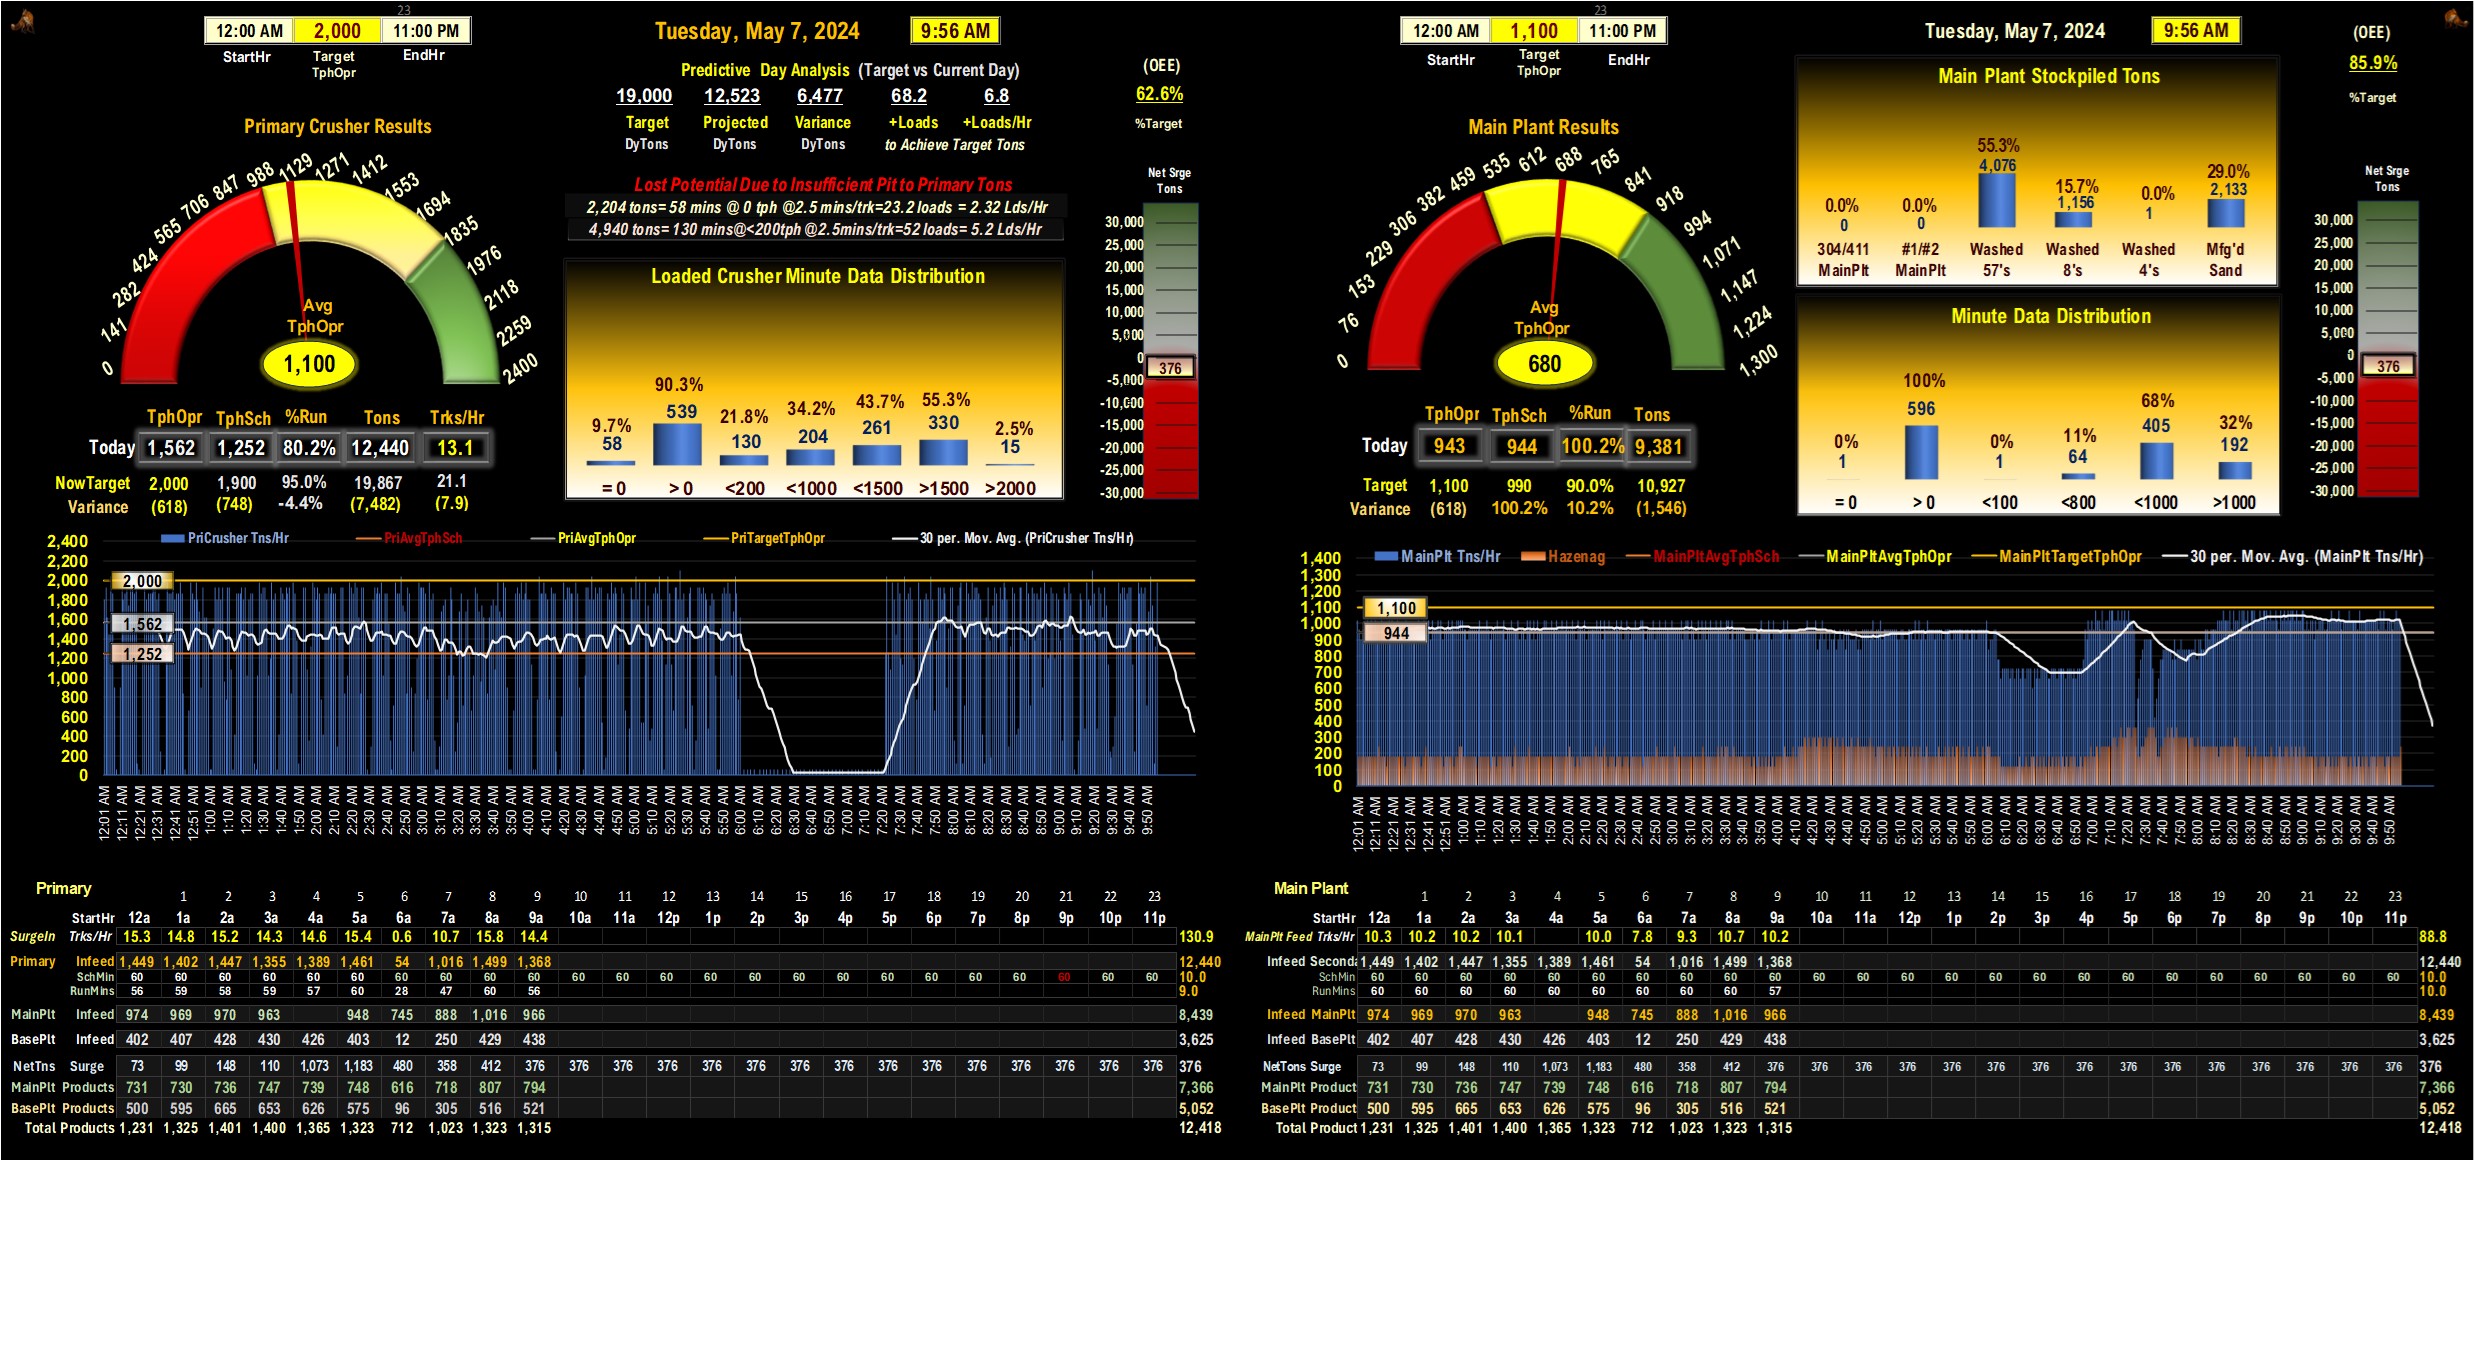 23
12:00 AM 2,000 11:00 PM
StartHr Target TphOpr EndHr
Tuesday, May 7, 2024 9:56 AM
Predictive Day Analysis (Target vs Current Day)
19,000 12,523 6,477 68.2 6.8
Target Projected Variance +Loads +Loads/Hr
DyTons DyTons DyTons to Achieve Target Tons
(OEE)
62.6%
%Target
Primary Crusher Results
0 141 282 424 565 706 847 988 1129 1271 1412 1553 1694 1835 1976 2118 2259 2400
Avg
TphOpr
1,100
Lost Potential Due to Insufficient Pit to Primary Tons
2,204 tons= 58 mins @ 0 tph @2.5 mins/trk=23.2 loads = 2.32 Lds/Hr
4,940 tons= 130 mins@<200tph @2.5mins/trk=52 loads= 5.2 Lds/Hr
Loaded Crusher Minute Data Distribution
9.7% 90.3% 21.8% 34.2% 43.7% 55.3% 2.5%
58 539 130 204 261 330 15
= 0 > 0 <200 <1000 <1500 >1500 >2000
Net Srge
Tons
30,000
25,000
20,000
15,000
10,000
5,000
0
376
-5,000
-10,000
-15,000
-20,000
-25,000
-30,000
TphOpr TphSch %Run Tons Trks/Hr
Today 1,562 1,252 80.2% 12,440 13.1
NowTarget 2,000 1,900 95.0% 19,867 21.1
Variance (618) (748) -4.4% (7,482) (7.9)
PriCrusher Tns/Hr PriAvgTphSch PriAvgTphOpr PriTargetTphOpr 30 per. Mov. Avg. (PriCrusher Tns/Hr)
2,400
2,200
2,000
1,800
1,600
1,400
1,200
1,000
800
600
400
200
0
2,000
1,562
1,252
12:01 AM 12:11 AM 12:21 AM 12:31 AM 12:41 AM 12:51 AM 1:00 AM 1:10 AM 1:20 AM 1:30 AM 1:40 AM 1:50 AM 2:00 AM 2:10 AM 2:20 AM 2:30 AM 2:40 AM 2:50 AM 3:00 AM 3:10 AM 3:20 AM 3:30 AM 3:40 AM 3:50 AM 4:00 AM 4:10 AM 4:20 AM 4:30 AM 4:40 AM 4:50 AM 5:00 AM 5:10 AM 5:20 AM 5:30 AM 5:40 AM 5:50 AM 6:00 AM 6:10 AM 6:20 AM 6:30 AM 6:40 AM 6:50 AM 7:00 AM 7:10 AM 7:20 AM 7:30 AM 7:40 AM 7:50 AM 8:00 AM 8:10 AM 8:20 AM 8:30 AM 8:40 AM 8:50 AM 9:00 AM 9:10 AM 9:20 AM 9:30 AM 9:40 AM 9:50 AM
Primary
1 2 3 4 5 6 7 8 9 10 11 12 13 14 15 16 17 18 19 20 21 22 23
StartHr 12a 1a 2a 3a 4a 5a 6a 7a 8a 9a 10a 11a 12p 1p 2p 3p 4p 5p 6p 7p 8p 9p 10p 11p
SurgeIn Trks/Hr 15.3 14.8 15.2 14.3 14.6 15.4 0.6 10.7 15.8 14.4 130.9
Primary Infeed 1,449 1,402 1,447 1,355 1,389 1,461 54 1,016 1,499 1,368 12,440
SchMin 60 60 60 60 60 60 60 60 60 60 60 60 60 60 60 60 60 60 60 60 60 60 60 60 10.0
RunMins 56 59 58 59 57 60 28 47 60 56 9.0
MainPlt Infeed 974 969 970 963 948 745 888 1,016 966 8,439
BasePlt Infeed 402 407 428 430 426 403 12 250 429 438 3,625
NetTns Surge 73 99 148 110 1,073 1,183 480 358 412 376 376 376 376 376 376 376 376 376 376 376 376 376 376 376 376
MainPlt Products 731 730 736 747 739 748 616 718 807 794 7,366
BasePlt Products 500 595 665 653 626 575 96 305 516 521 5,052
Total Products 1,231 1,325 1,401 1,400 1,365 1,323 712 1,023 1,323 1,315 12,418
23
12:00 AM 1,100 11:00 PM
StartHr Target TphOpr EndHr
Tuesday, May 7, 2024 9:56 AM
(OEE)
85.9%
%Target
Main Plant Results
0 76 153 229 306 382 459 535 612 688 765 841 918 994 1,071 1,147 1,224 1,300
Avg
TphOpr
680
Main Plant Stockpiled Tons
0.0% 0.0% 55.3% 15.7% 0.0% 29.0%
0 0 4,076 1,156 1 2,133
304/411 #1/#2 Washed Washed Washed Mfg'd
MainPlt MainPlt 57's 8's 4's Sand
Minute Data Distribution
0% 100% 0% 11% 68% 32%
1 596 1 64 405 192
= 0 > 0 <100 <800 <1000 >1000
Net Srge
Tons
30,000
25,000
20,000
15,000
10,000
5,000
0
376
-5,000
-10,000
-15,000
-20,000
-25,000
-30,000
TphOpr TphSch %Run Tons
Today 943 944 100.2% 9,381
Target 1,100 990 90.0% 10,927
Variance (618) 100.2% 10.2% (1,546)
MainPlt Tns/Hr Hazenag MainPltAvgTphSch MainPltAvgTphOpr MainPltTargetTphOpr 30 per. Mov. Avg. (MainPlt Tns/Hr)
1,400
1,300
1,200
1,100
1,000
900
800
700
600
500
400
300
200
100
0
1,100
944
12:01 AM 12:11 AM 12:21 AM 12:31 AM 12:41 AM 12:51 AM 1:00 AM 1:10 AM 1:20 AM 1:30 AM 1:40 AM 1:50 AM 2:00 AM 2:10 AM 2:20 AM 2:30 AM 2:40 AM 2:50 AM 3:00 AM 3:10 AM 3:20 AM 3:30 AM 3:40 AM 3:50 AM 4:00 AM 4:10 AM 4:20 AM 4:30 AM 4:40 AM 4:50 AM 5:00 AM 5:10 AM 5:20 AM 5:30 AM 5:40 AM 5:50 AM 6:00 AM 6:10 AM 6:20 AM 6:30 AM 6:40 AM 6:50 AM 7:00 AM 7:10 AM 7:20 AM 7:30 AM 7:40 AM 7:50 AM 8:00 AM 8:10 AM 8:20 AM 8:30 AM 8:40 AM 8:50 AM 9:00 AM 9:10 AM 9:20 AM 9:30 AM 9:40 AM 9:50 AM
Main Plant
1 2 3 4 5 6 7 8 9 10 11 12 13 14 15 16 17 18 19 20 21 22 23
StartHr 12a 1a 2a 3a 4a 5a 6a 7a 8a 9a 10a 11a 12p 1p 2p 3p 4p 5p 6p 7p 8p 9p 10p 11p
MainPlt Feed Trks/Hr 10.3 10.2 10.2 10.1 10.0 7.8 9.3 10.7 10.2 88.8
Infeed Seconda 1,449 1,402 1,447 1,355 1,389 1,461 54 1,016 1,499 1,368 12,440
SchMin 60 60 60 60 60 60 60 60 60 60 60 60 60 60 60 60 60 60 60 60 60 60 60 60 10.0
RunMins 60 60 60 60 60 60 60 60 60 57 10.0
Infeed MainPlt 974 969 970 963 948 745 888 1,016 966 8,439
Infeed BasePlt 402 407 428 430 426 403 12 250 429 438 3,625
NetTons Surge 73 99 148 110 1,073 1,183 480 358 412 376 376 376 376 376 376 376 376 376 376 376 376 376 376 376 376
MainPlt Product 731 730 736 747 739 748 616 718 807 794 7,366
BasePlt Product 500 595 665 653 626 575 96 305 516 521 5,052
Total Product 1,231 1,325 1,401 1,400 1,365 1,323 712 1,023 1,323 1,315 12,418